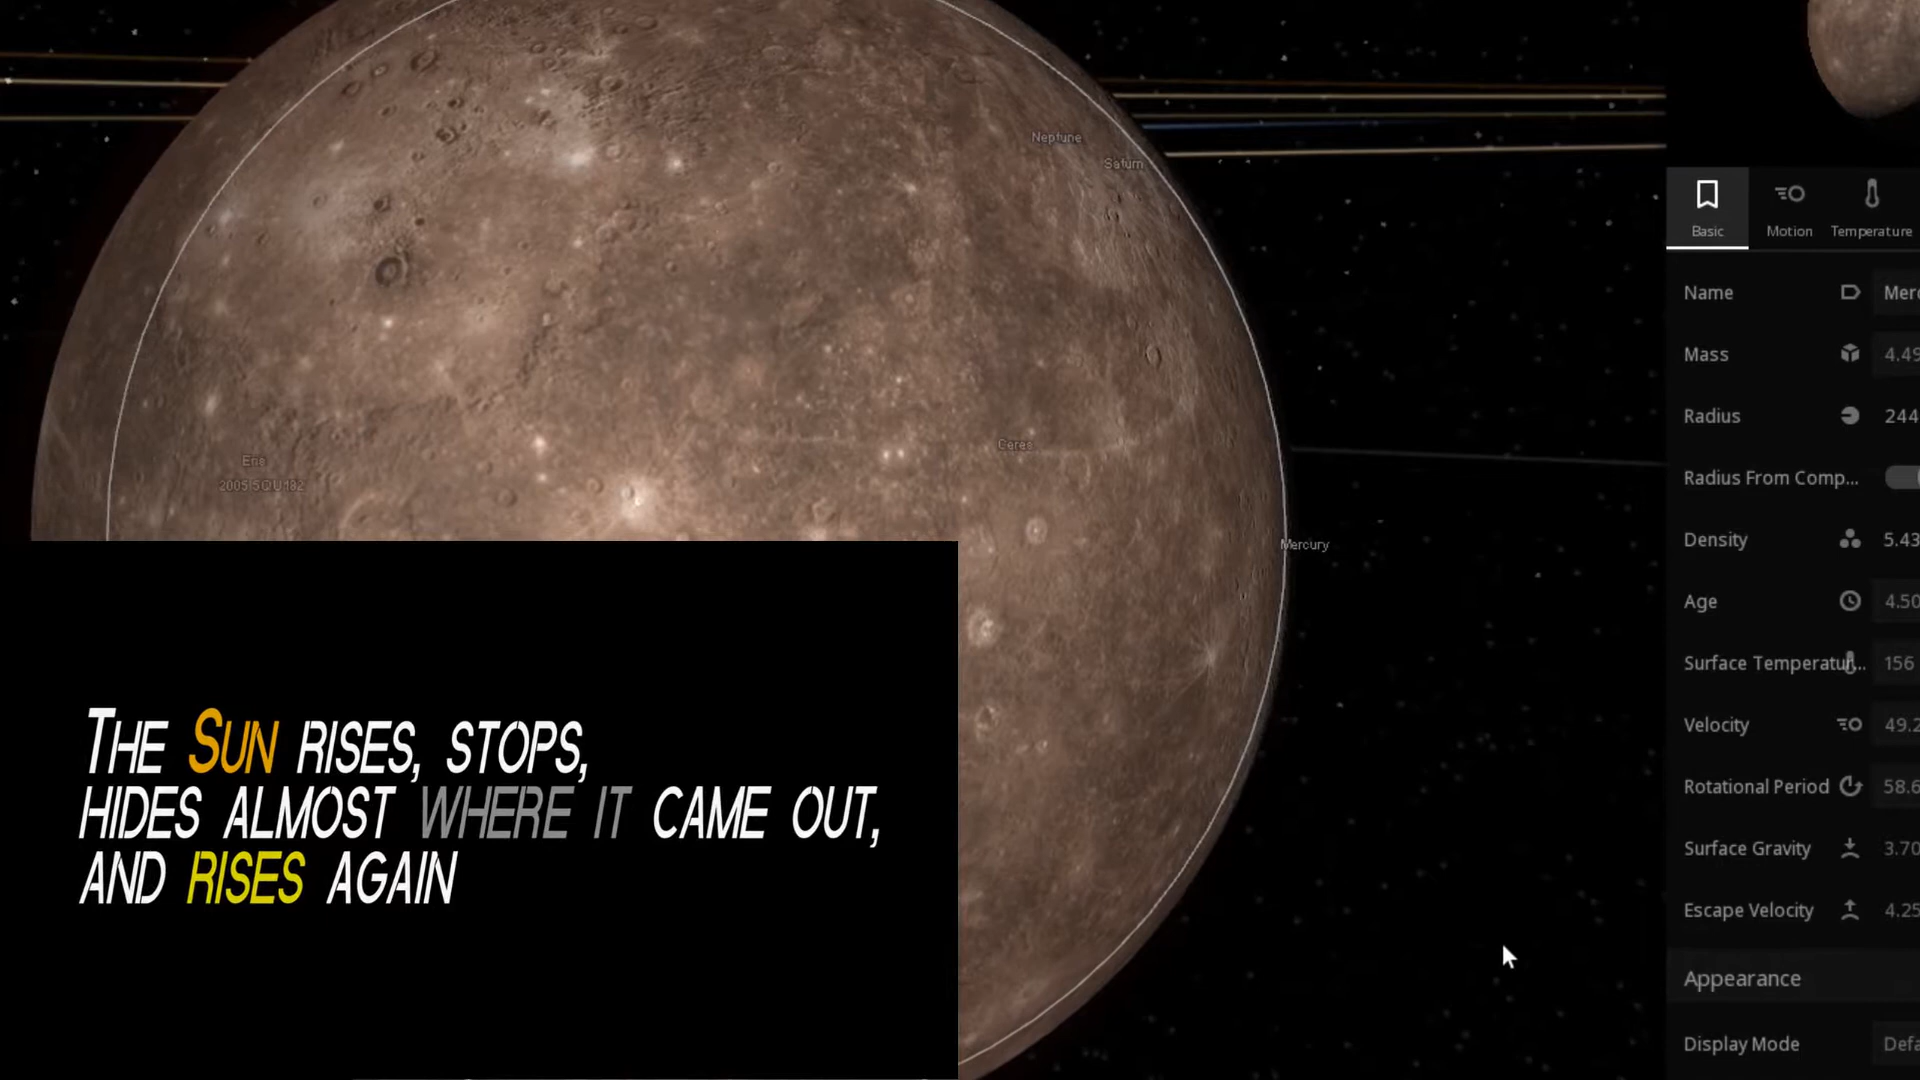 Neptune
Saturn
Ceres
Eris
2005 SQU182
Mercury
Basic
Motion
Temperature
Name
Mass
4.49
Radius
244
Radius From Comp...
Density
5.43
Age
4.50
Surface Temperatur...
156
Velocity
49.2
Rotational Period
58.6
Surface Gravity
3.70
Escape Velocity
4.25
Appearance
Display Mode
THE SUN RISES, STOPS,
HIDES ALMOST WHERE IT CAME OUT,
AND RISES AGAIN